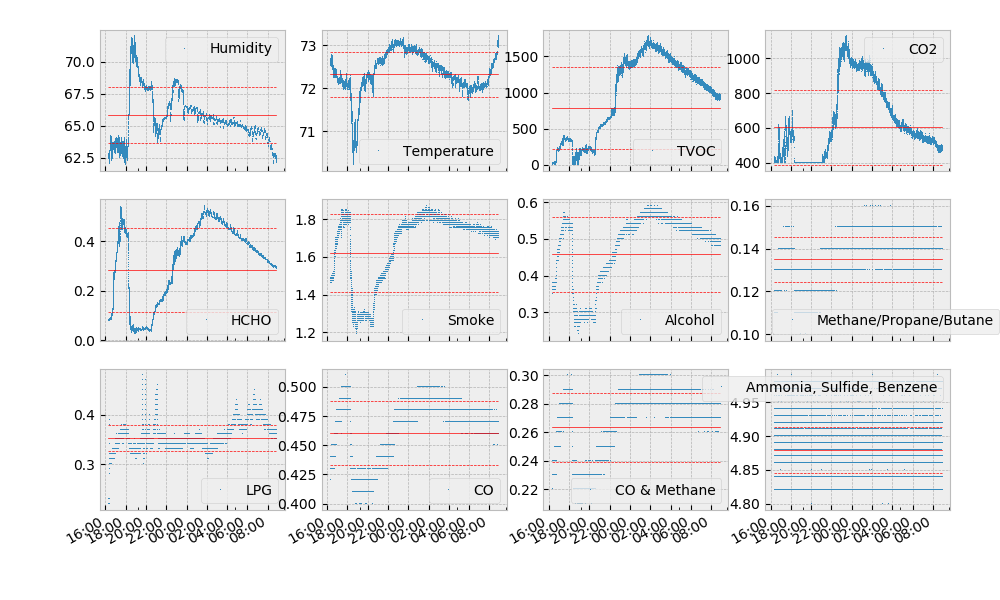 Humidity
70.0
67.5
65.0
62.5
73
72
71
Temperature
1500
1000
500
0
TVOC
CO2
1000
800
600
400
0.4
0.2
0.0
HCHO
1.8
1.6
1.4
1.2
Smoke
0.6
0.5
0.4
0.3
Alcohol
0.16
0.14
0.12
0.10
Methane/Propane/Butane
0.4
0.3
LPG
16:00 18:00 20:00 22:00 00:00 02:00 04:00 06:00 08:00
0.500
0.475
0.450
0.425
0.400
CO
16:00 18:00 20:00 22:00 00:00 02:00 04:00 06:00 08:00
0.30
0.28
0.26
0.24
0.22
CO & Methane
16:00 18:00 20:00 22:00 00:00 02:00 04:00 06:00 08:00
Ammonia, Sulfide, Benzene
4.95
4.90
4.85
4.80
16:00 18:00 20:00 22:00 00:00 02:00 04:00 06:00 08:00